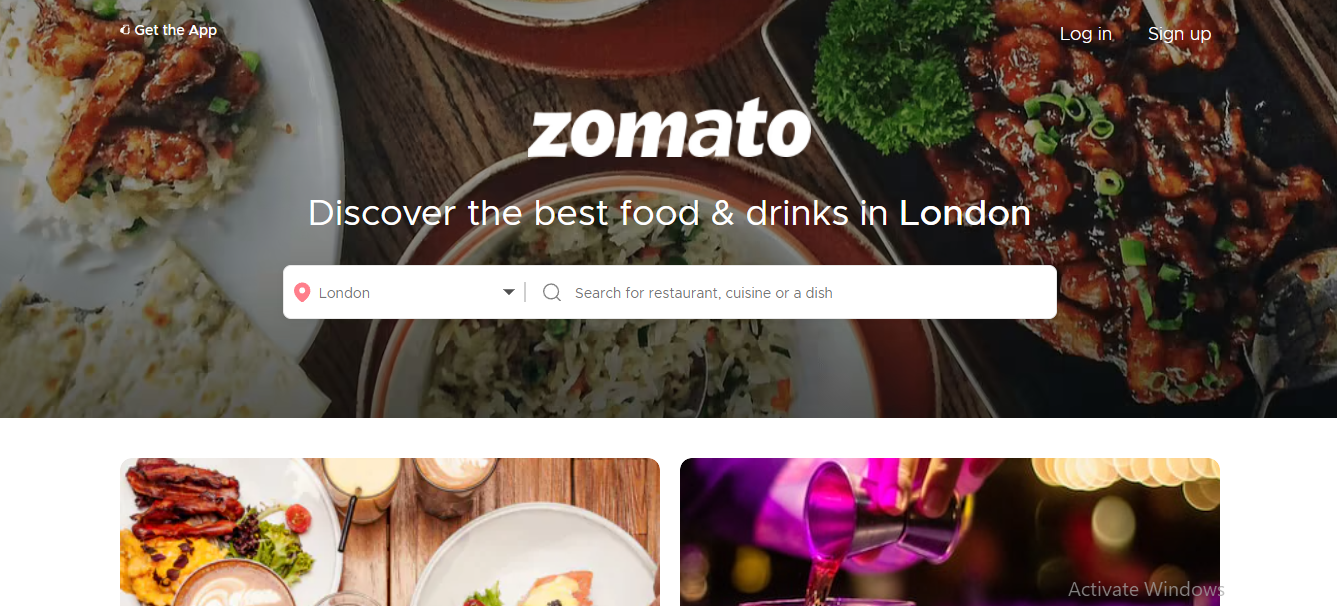 Get the App
Log in
Sign up
zomato
Discover the best food & drinks in London
London
Search for restaurant, cuisine or a dish
Activate Windows